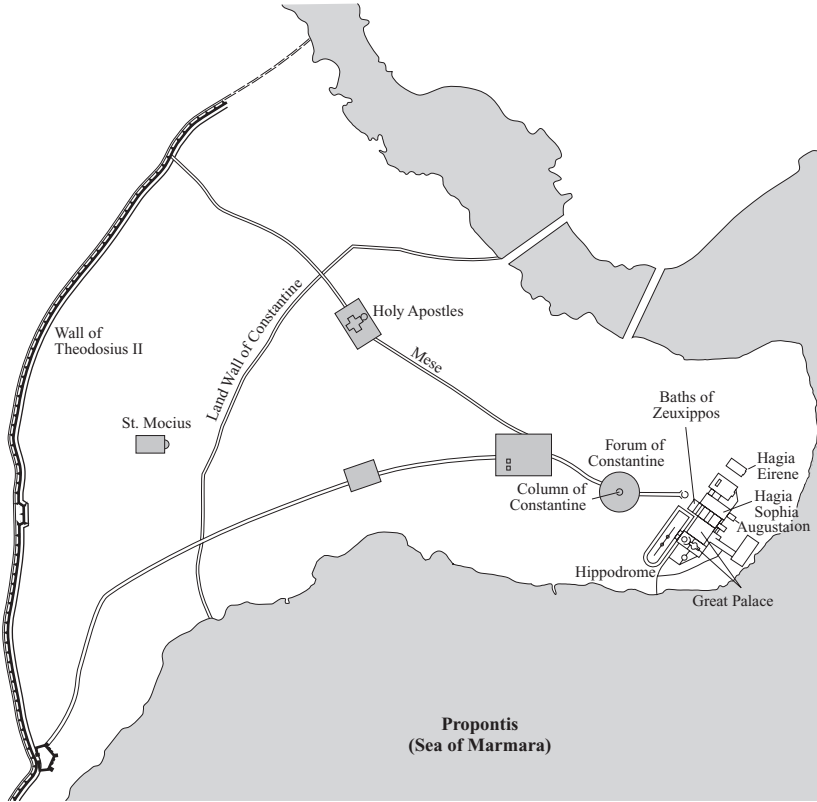 Wall of
Theodosius II
Land Wall of Constantine
Holy Apostles
Mese
St. Mocius
Baths of
Zeuxippos
Forum of
Constantine
Column of
Constantine
Hagia
Eirene
Hagia
Sophia
Augustaion
Hippodrome
Great Palace
Propontis
(Sea of Marmara)